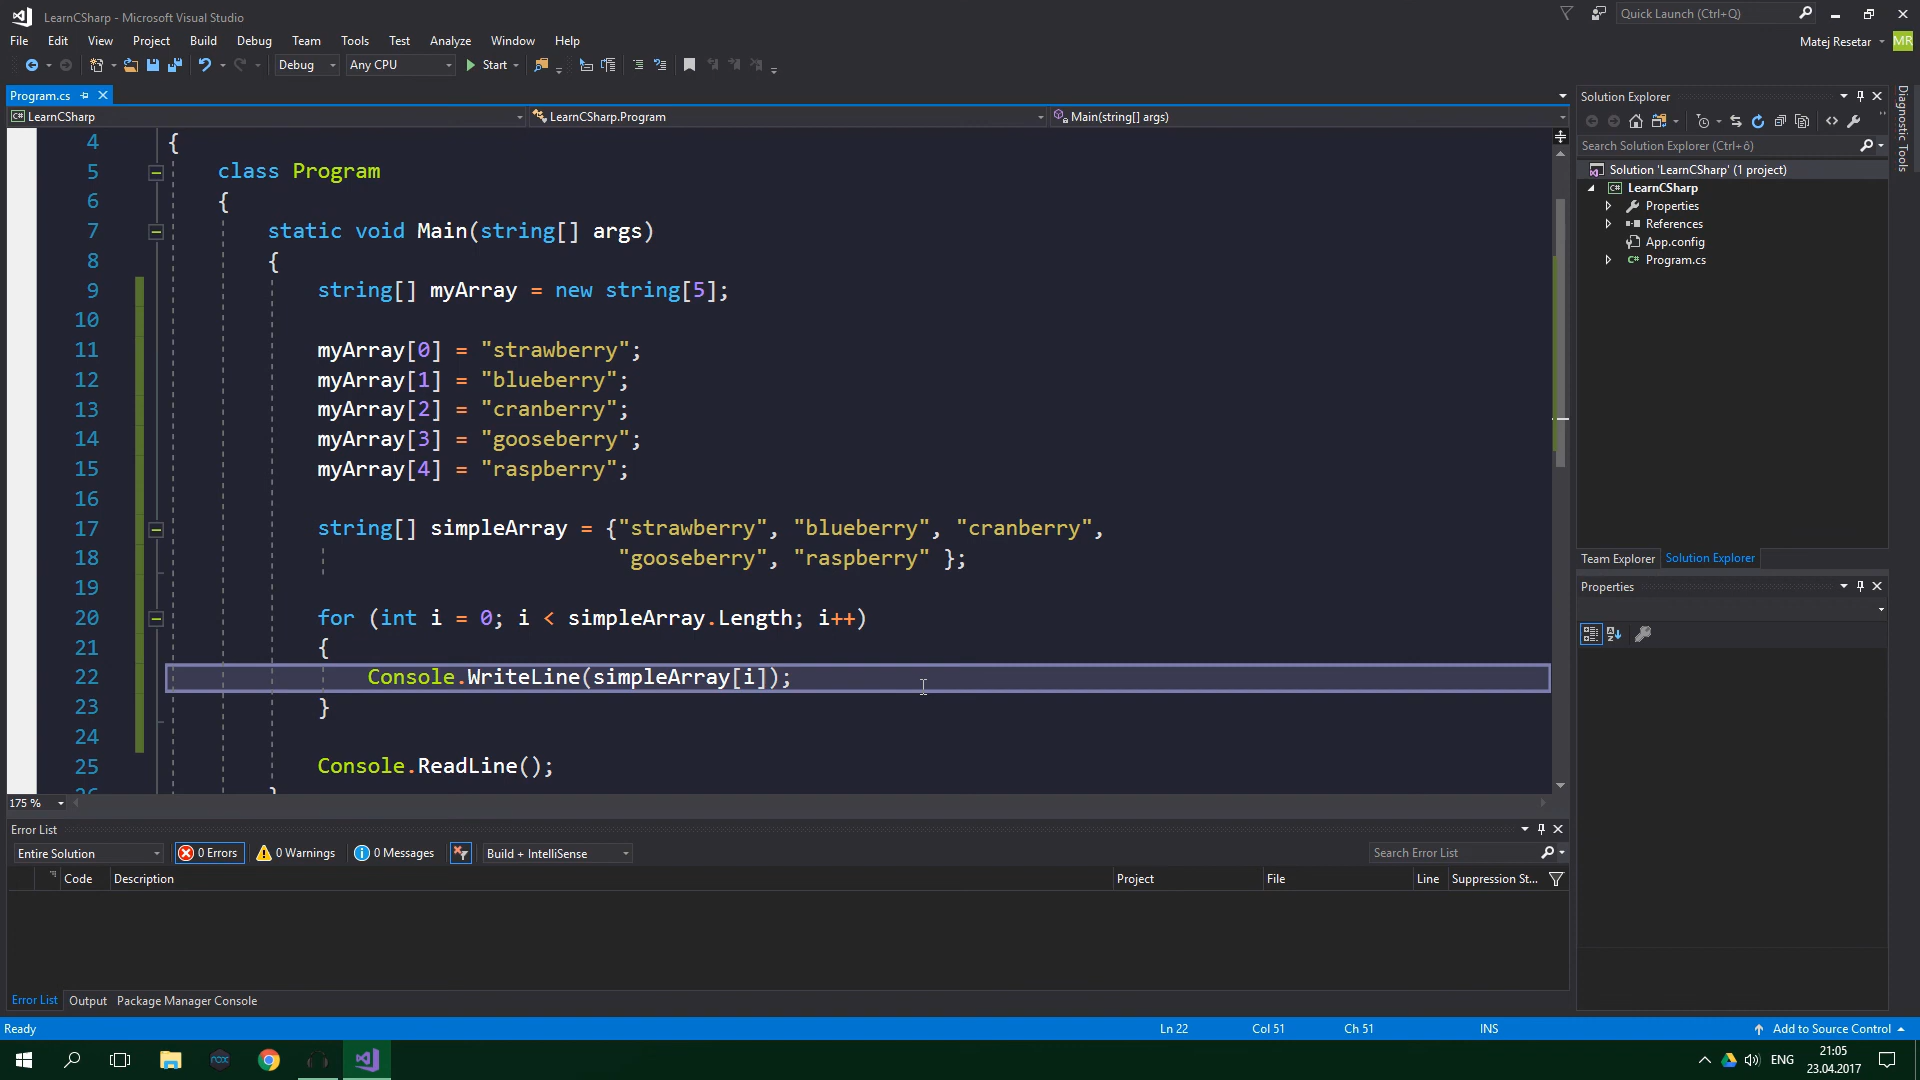 LearnCSharp - Microsoft Visual Studio
Quick Launch (Ctrl+Q)
File Edit View Project Build Debug Team Tools Test Analyze Window Help
Matej Resetar MR
Debug Any CPU Start
Program.cs
LearnCSharp LearnCSharp.Program Main(string[] args)
4 {
5 class Program
6 {
7 static void Main(string[] args)
8 {
9 string[] myArray = new string[5];
10
11 myArray[0] = "strawberry";
12 myArray[1] = "blueberry";
13 myArray[2] = "cranberry";
14 myArray[3] = "gooseberry";
15 myArray[4] = "raspberry";
16
17 string[] simpleArray = {"strawberry", "blueberry", "cranberry",
18 "gooseberry", "raspberry" };
19
20 for (int i = 0; i < simpleArray.Length; i++)
21 {
22 Console.WriteLine(simpleArray[i]);
23 }
24
25 Console.ReadLine();
26 }
175 %
Solution Explorer
Search Solution Explorer (Ctrl+ô)
Solution 'LearnCSharp' (1 project)
LearnCSharp
Properties
References
App.config
Program.cs
Team Explorer Solution Explorer
Properties
Diagnostic Tools
Error List
Entire Solution 0 Errors 0 Warnings 0 Messages Build + IntelliSense Search Error List
Code Description Project File Line Suppression St...
Error List Output Package Manager Console
Ready Ln 22 Col 51 Ch 51 INS Add to Source Control
nox
ENG 21:05
23.04.2017